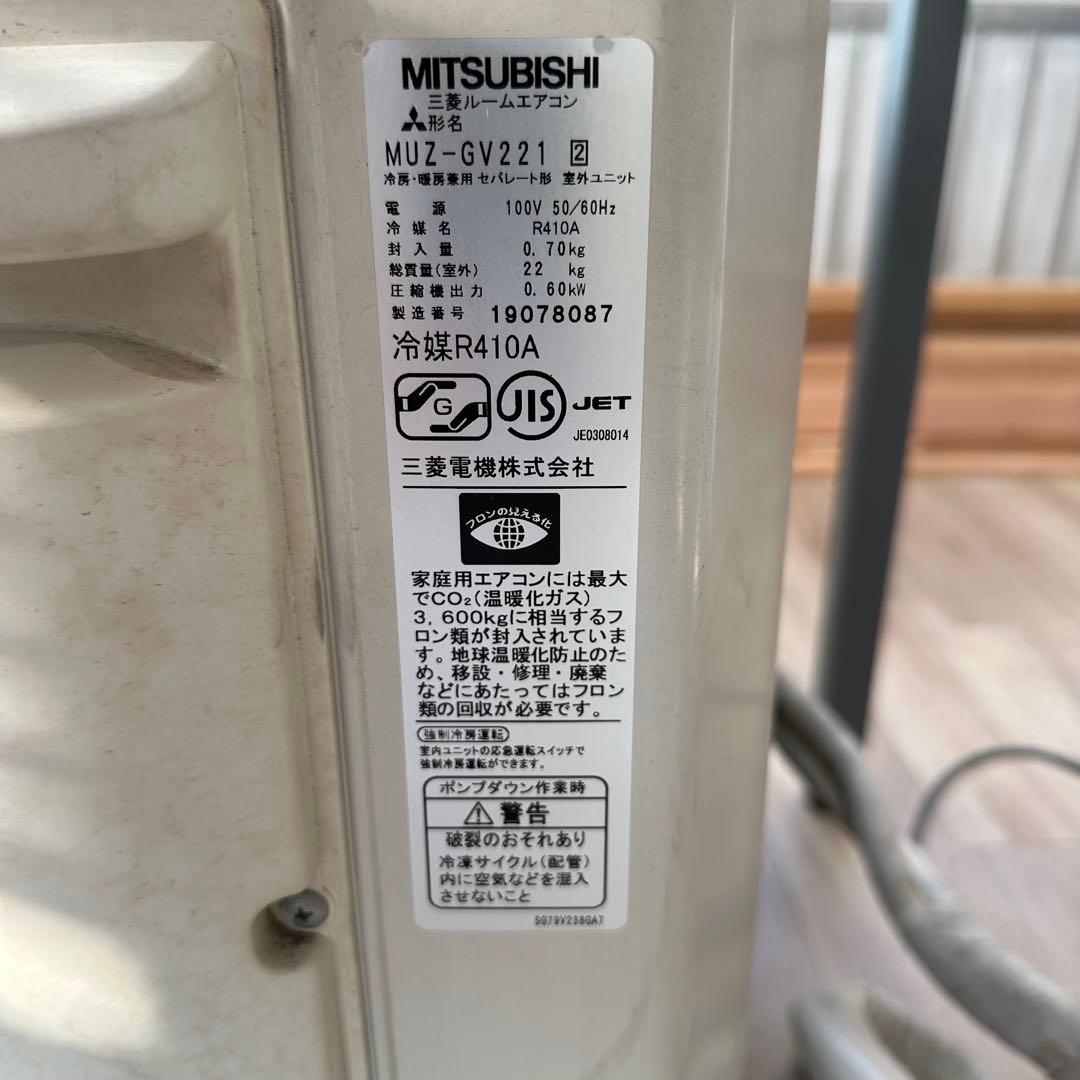 MITSUBISHI
三菱ルームエアコン
形名
MUZ-GV221 2
冷房・暖房兼用 セパレート形 室外ユニット
電源 100V 50/60Hz
冷媒名 R410A
封入量 0.70kg
総質量(室外) 22 kg
圧縮機出力 0.60kW
製造番号 19078087
冷媒R410A
G JIS JET
JE0308014
三菱電機株式会社
フロンの見える化
家庭用エアコンには最大
でCO₂(温暖化ガス)
3,600kgに相当するフ
ロン類が封入されていま
す。地球温暖化防止のた
め、移設・修理・廃棄
などにあたってはフロン
類の回収が必要です。
強制冷房運転
室内ユニットの応急運転スイッチで
強制冷房運転ができます。
ポンプダウン作業時
警告
破裂のおそれあり
冷凍サイクル(配管)
内に空気などを混入
させないこと
SG79V238GA7